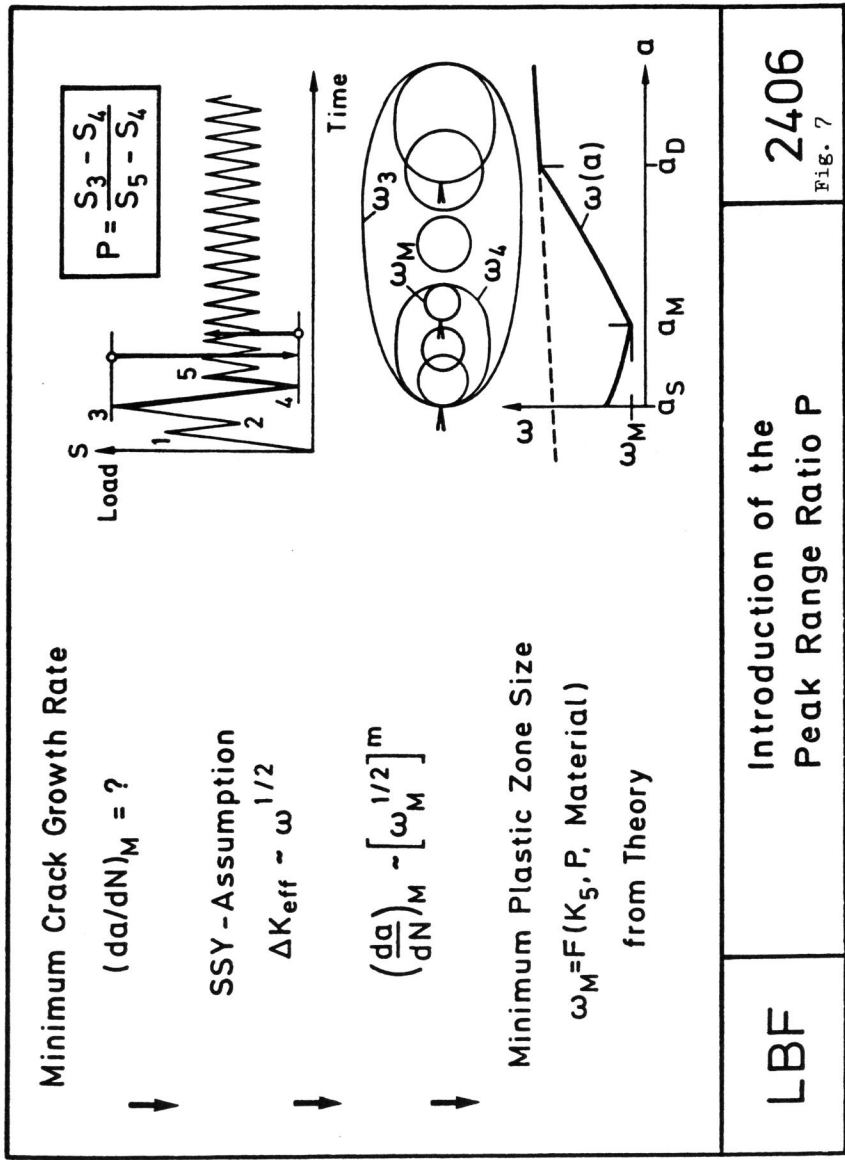 Minimum Crack Growth Rate
(da/dN)_M = ?
SSY-Assumption
ΔK_eff ~ ω^1/2
(da/dN)_M ~ [ω_M^1/2]^m
Minimum Plastic Zone Size
ω_M=F(K_5, P, Material)
from Theory
S
Load
1
2
3
4
5
P = (S_3 - S_4)/(S_5 - S_4)
Time
ω_3
ω_M
ω_4
ω
ω_M
ω(a)
a_S
a_M
a_D
a
LBF
Introduction of the
Peak Range Ratio P
2406
Fig. 7